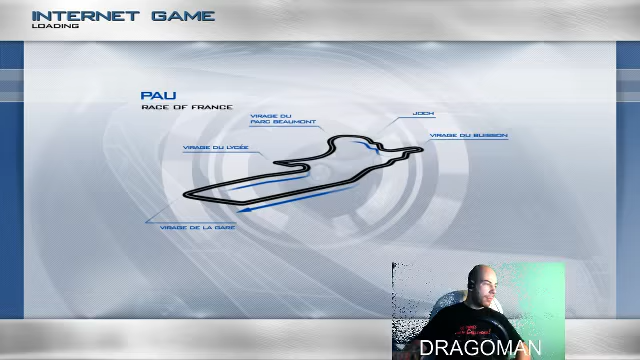 INTERNET GAME
LOADING
PAU
RACE OF FRANCE
VIRAGE DU
PARC BEAUMONT
JOCH
VIRAGE DU BUISSON
VIRAGE DU LYCÉE
VIRAGE DE LA GARE
DRAGOMAN